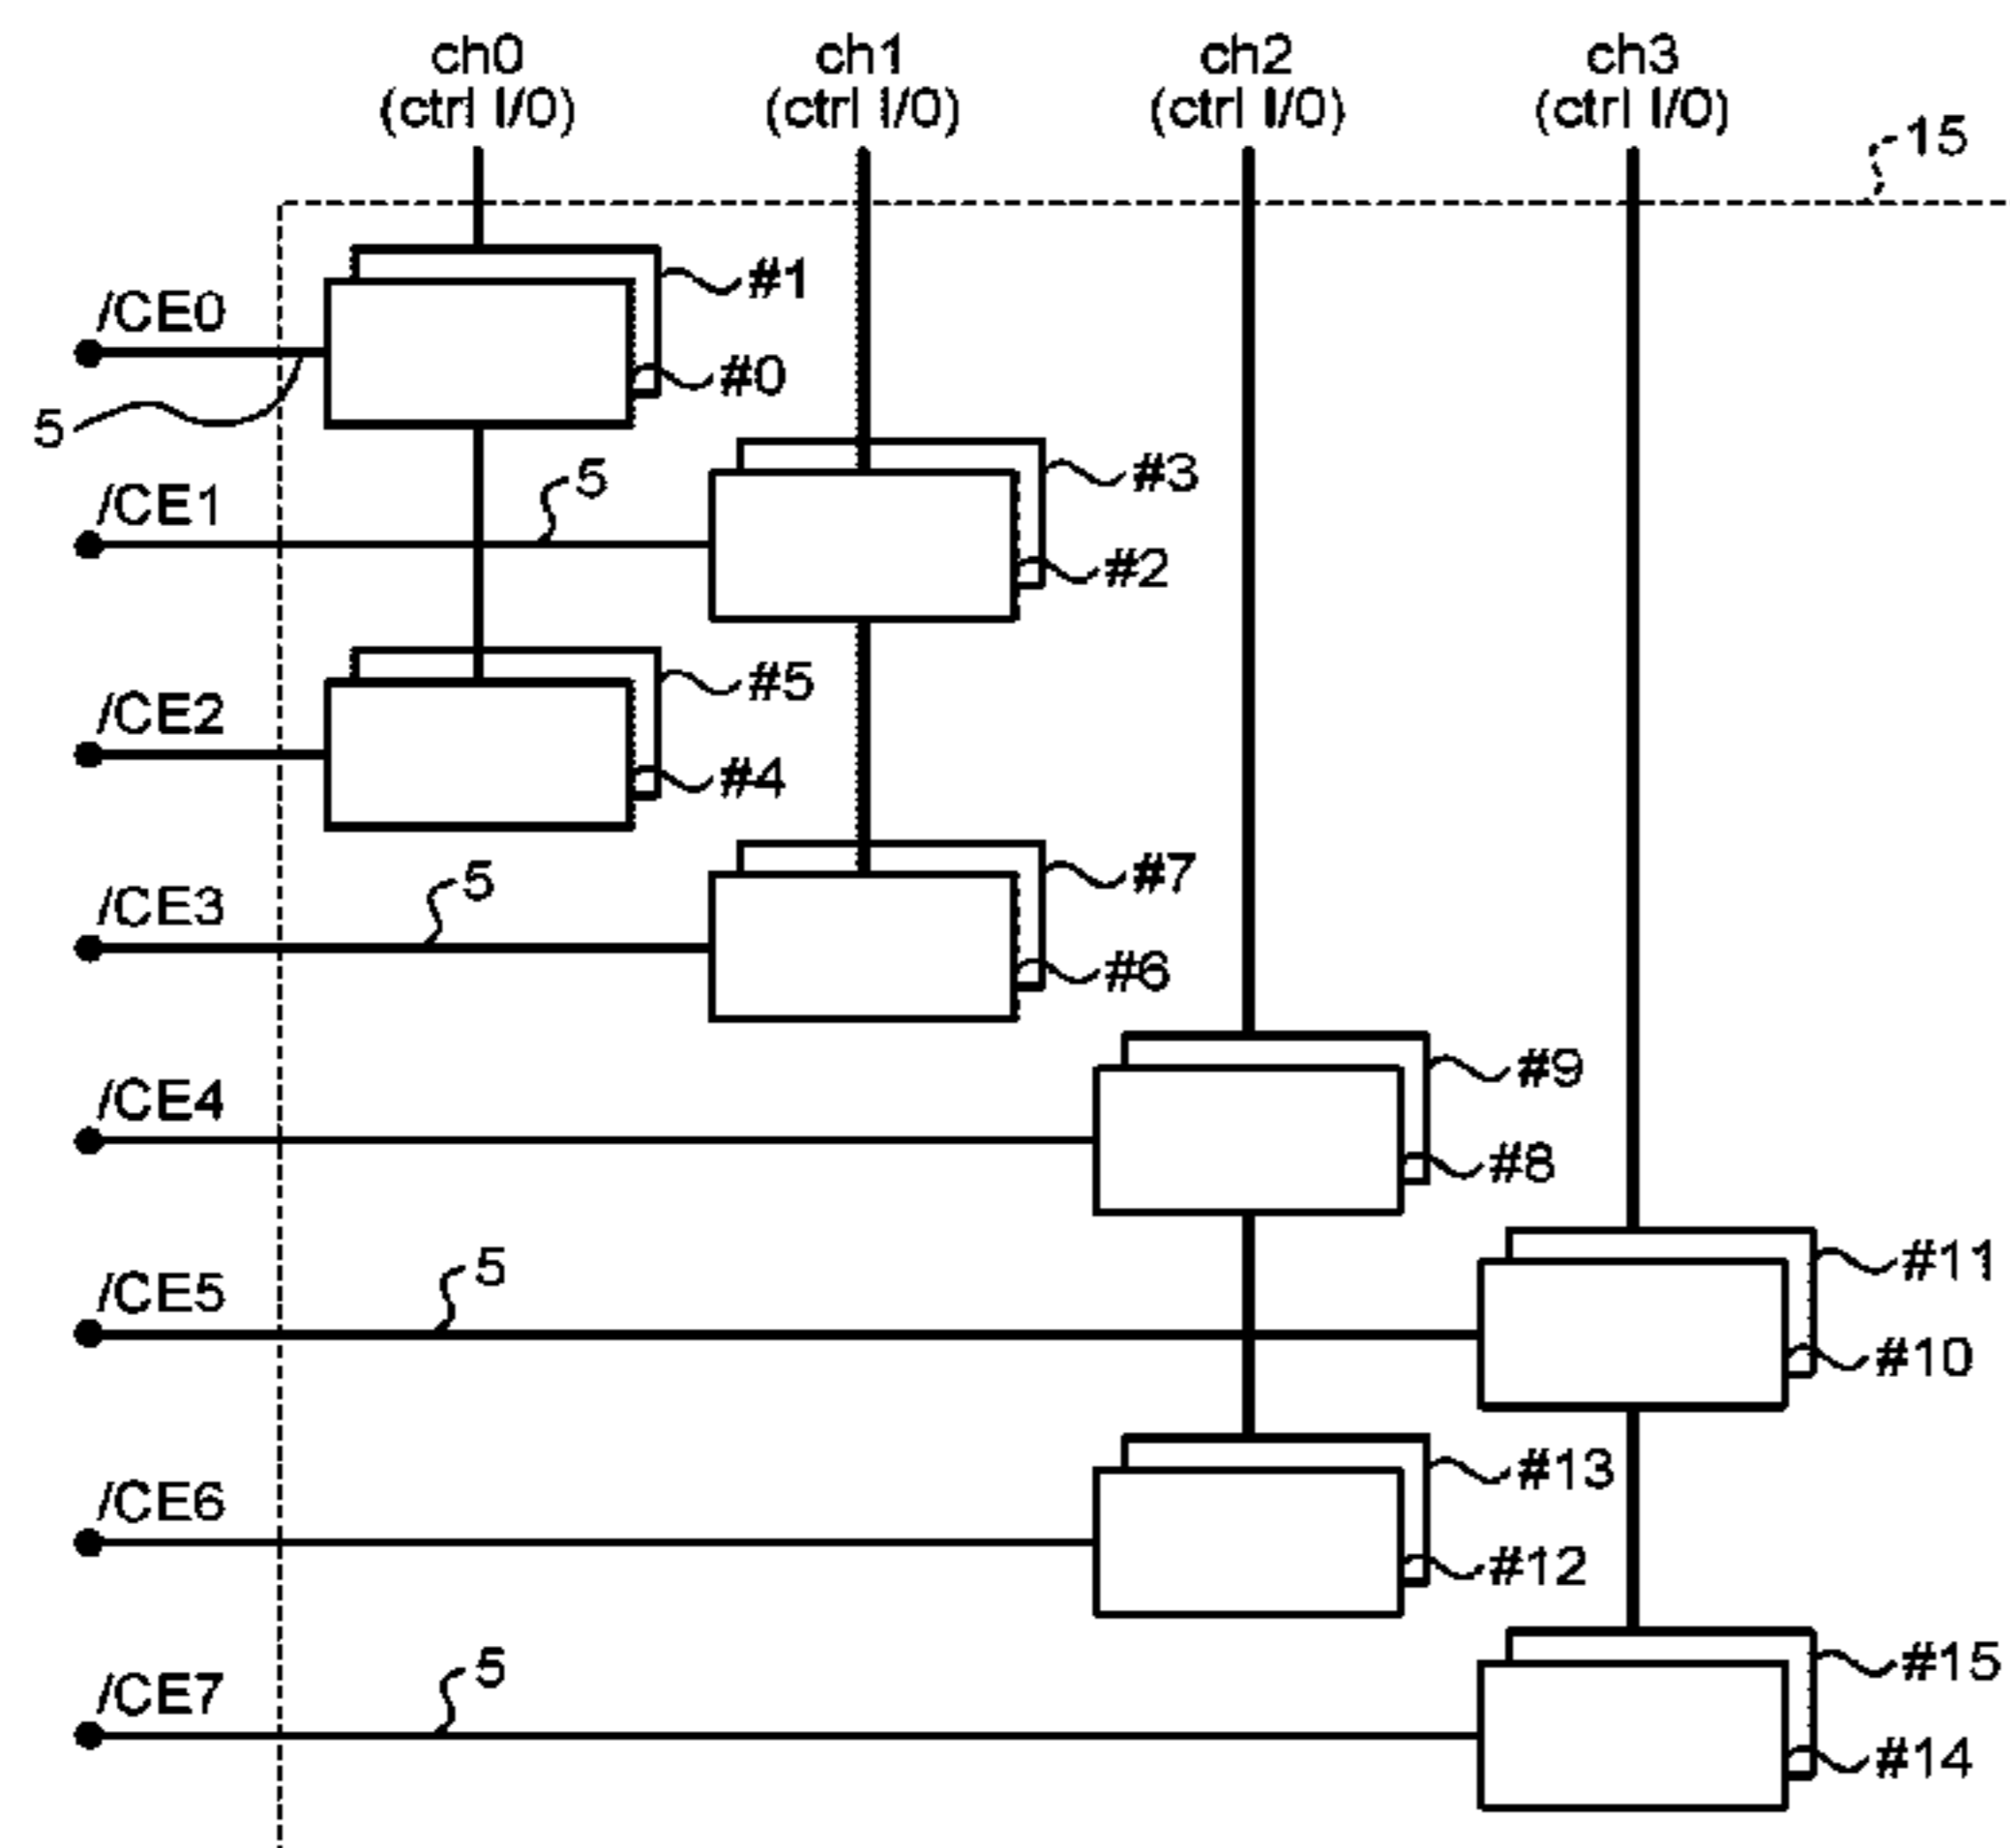 ch0 ch1 ch2 ch3
(ctrl I/0) (ctrl I/0) (ctrl I/0) (ctrl I/0)
15
#1
/CE0
#0
5
#3
/CE1 5
#2
#5
/CE2
#4
#7
/CE3 5
#6
#9
/CE4
#8
#11
/CE5 5
#10
#13
/CE6
#12
#15
/CE7 5
#14